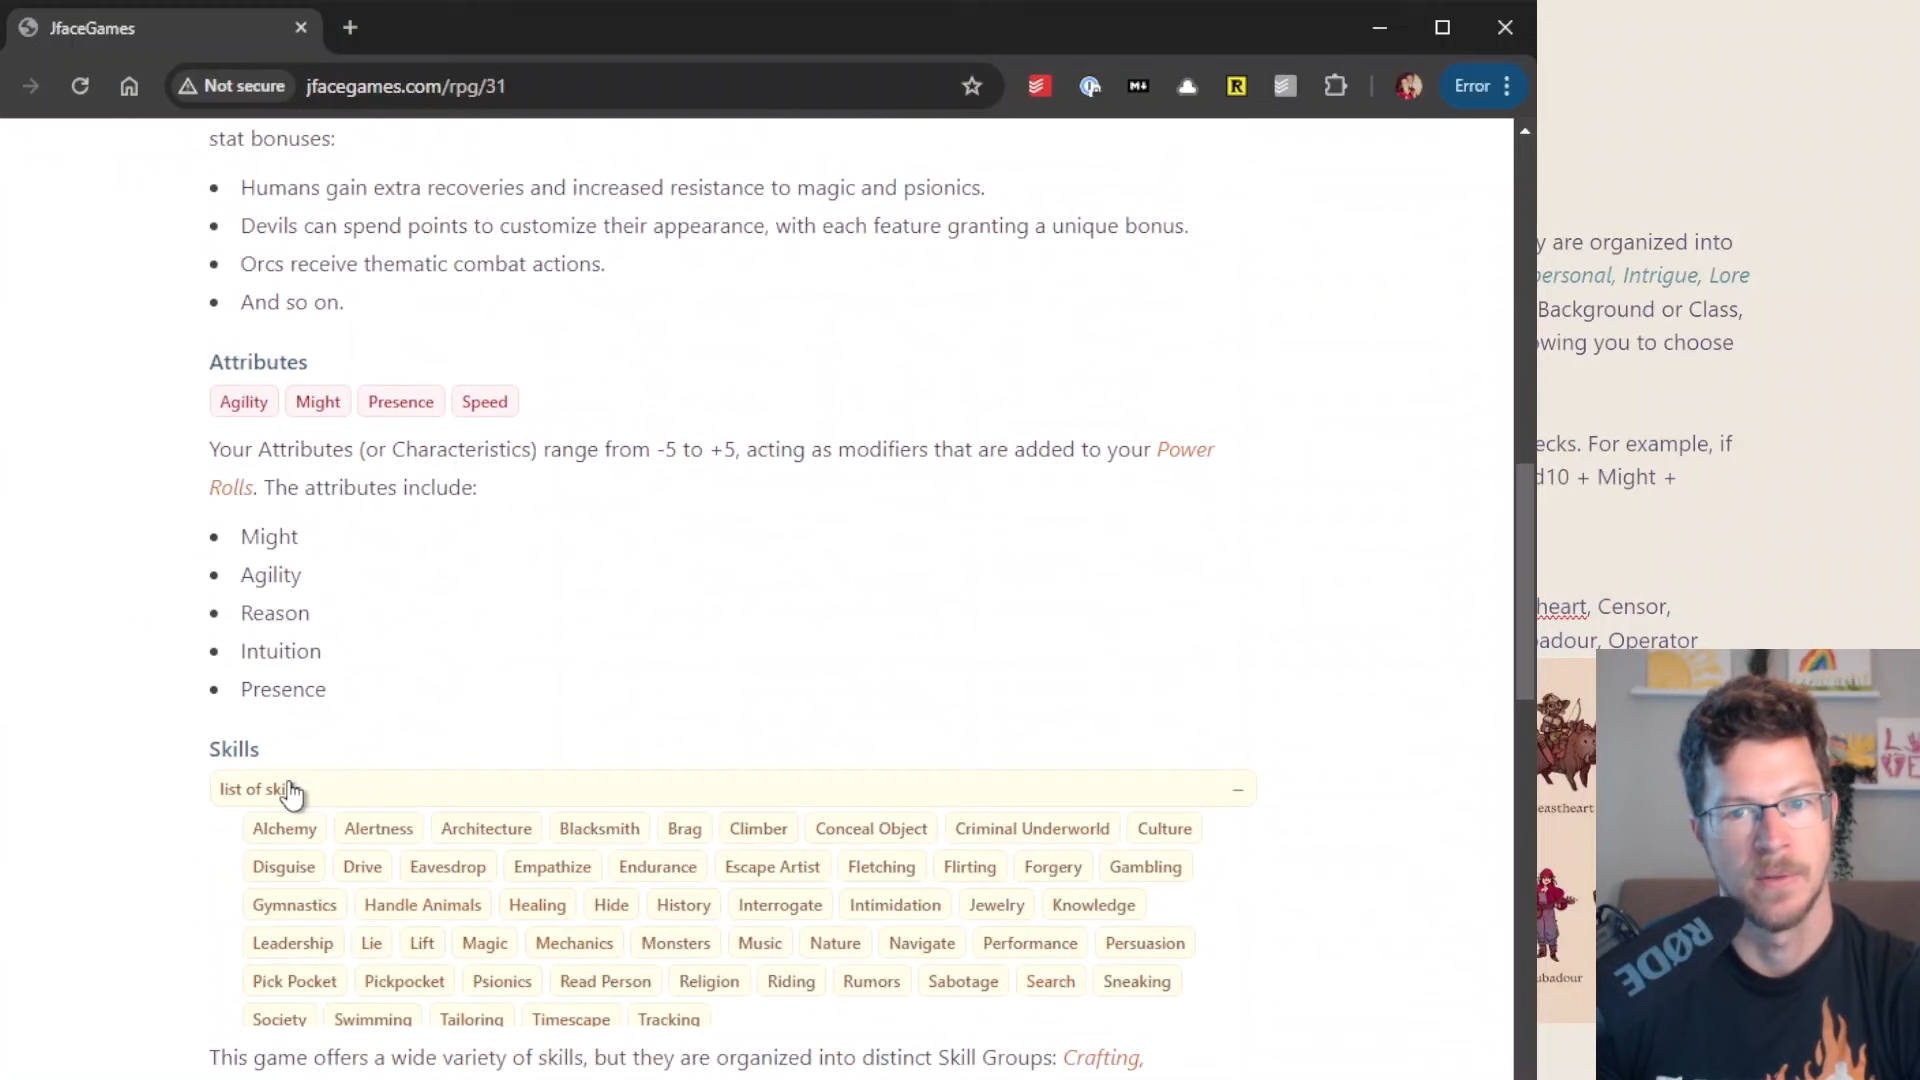 JfaceGames
Not secure
jfacegames.com/rpg/31
Error
stat bonuses:
Humans gain extra recoveries and increased resistance to magic and psionics.
Devils can spend points to customize their appearance, with each feature granting a unique bonus.
Orcs receive thematic combat actions.
And so on.
Attributes
Agility Might Presence Speed
Your Attributes (or Characteristics) range from -5 to +5, acting as modifiers that are added to your Power
Rolls. The attributes include:
Might
Agility
Reason
Intuition
Presence
Skills
list of
Alchemy Alertness Architecture Blacksmith Brag Climber Conceal Object Criminal Underworld Culture
Disguise Drive Eavesdrop Empathize Endurance Escape Artist Fletching Flirting Forgery Gambling
Gymnastics Handle Animals Healing Hide History Interrogate Intimidation Jewelry Knowledge
Leadership Lie Lift Magic Mechanics Monsters Music Nature Navigate Performance Persuasion
Pick Pocket Pickpocket Psionics Read Person Religion Riding Rumors Sabotage Search Sneaking
Society Swimming Tailoring Timescape Tracking
This game offers a wide variety of skills, but they are organized into distinct Skill Groups: Crafting,
y are organized into
ersonal, Intrigue, Lore
Background or Class,
wing you to choose
ecks. For example, if
d10 + Might +
heart, Censor,
adour, Operator
eastheart
ubadour
RØDE